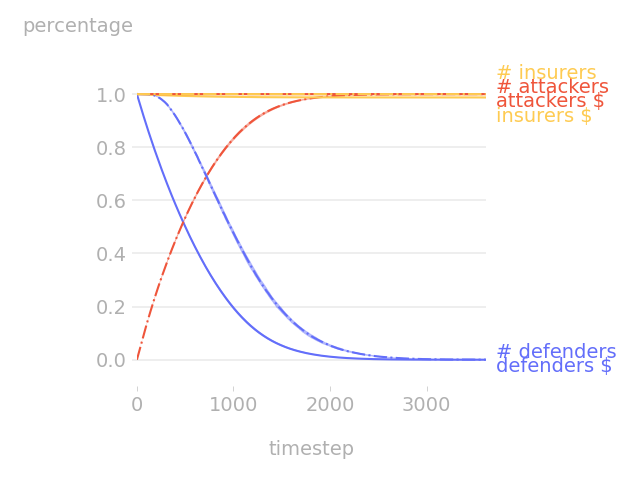 percentage
# insurers
# attackers
attackers $
insurers $
1.0
0.8
0.6
0.4
0.2
0.0
# defenders
defenders $
0 1000 2000 3000
timestep